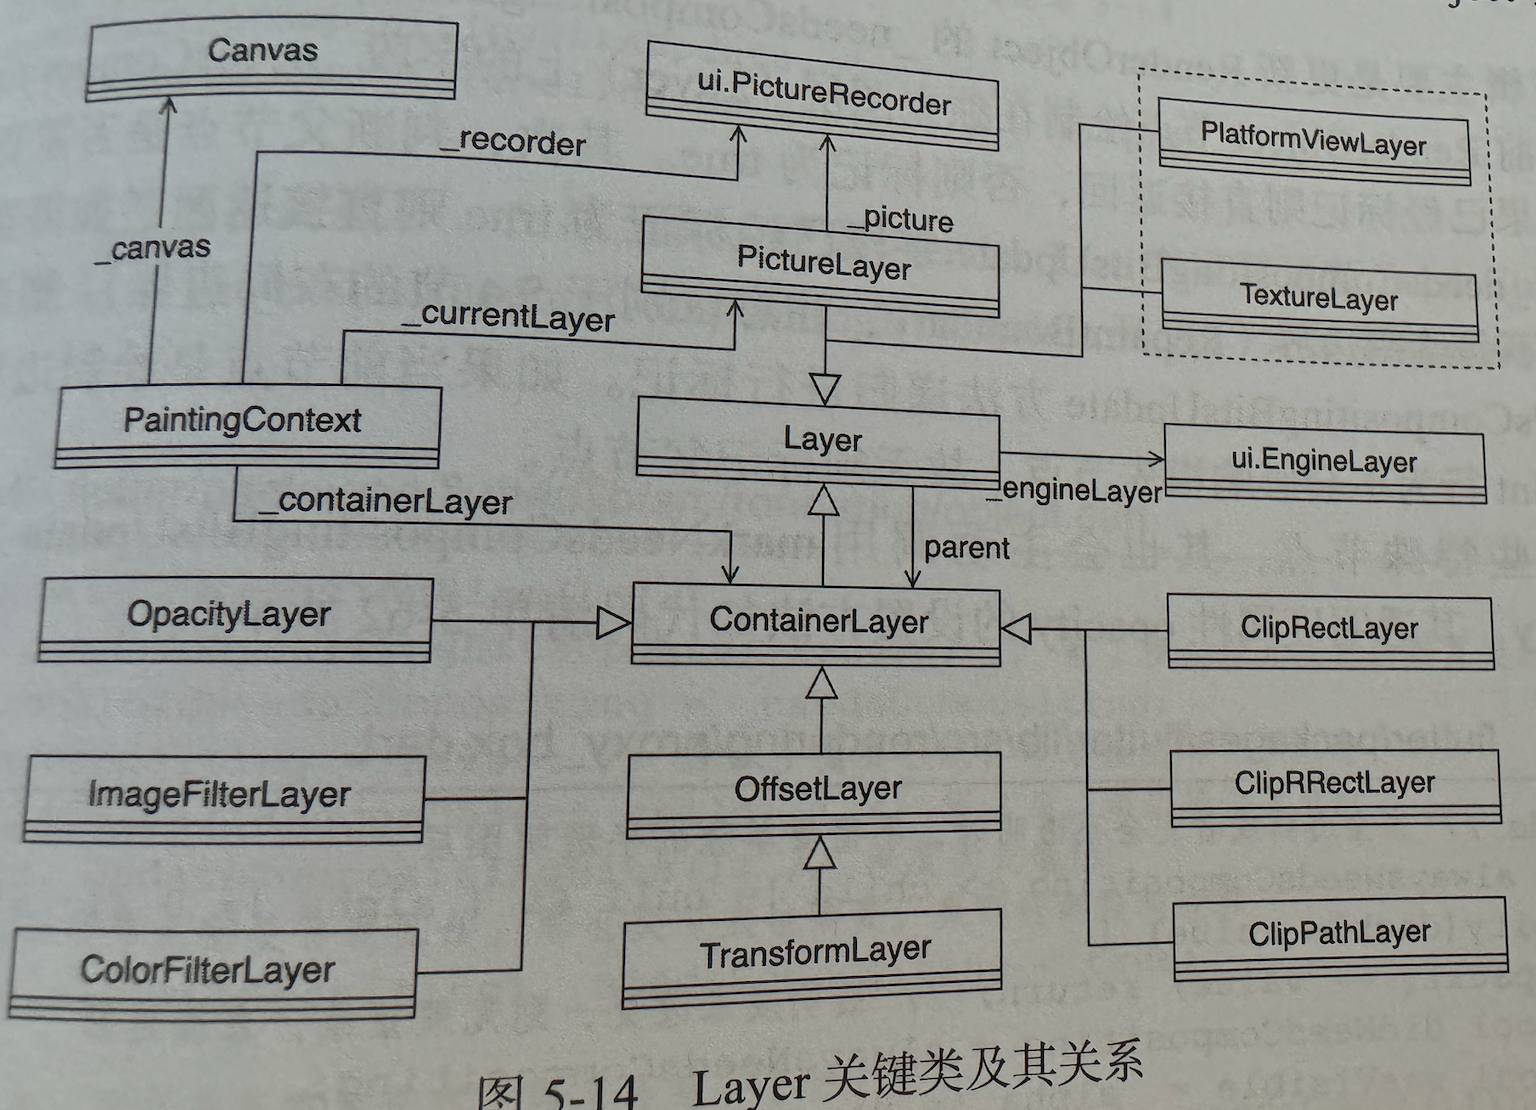 Canvas
ui.PictureRecorder
PlatformViewLayer
_recorder
_picture
_canvas
PictureLayer
TextureLayer
_currentLayer
PaintingContext
Layer
ui.EngineLayer
_engineLayer
_containerLayer
parent
OpacityLayer
ContainerLayer
ClipRectLayer
ImageFilterLayer
OffsetLayer
ClipRRectLayer
ColorFilterLayer
TransformLayer
ClipPathLayer
图 5-14 Layer 关键类及其关系